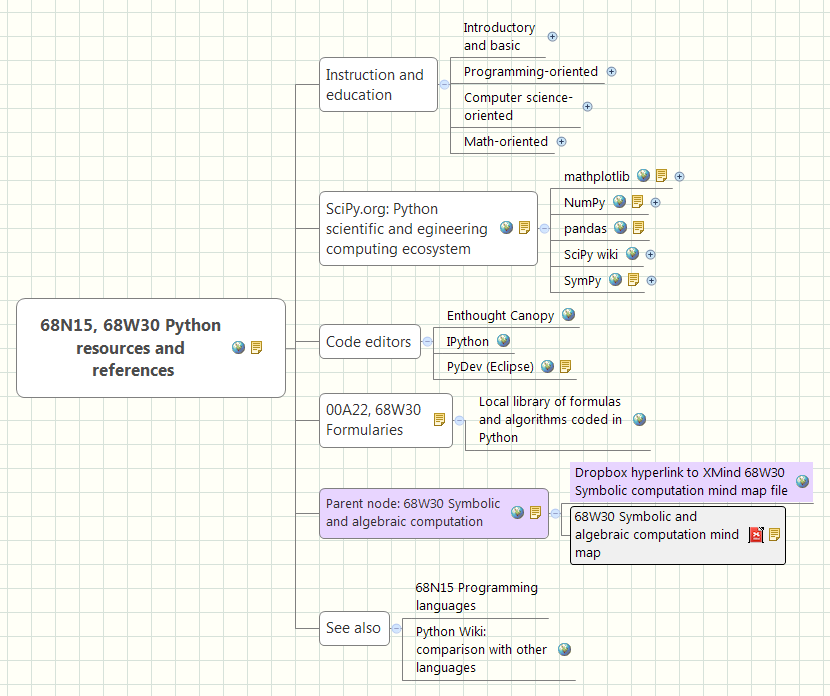 Introductory
and basic
Programming-oriented
Computer science-
oriented
Math-oriented
Instruction and
education
mathplotlib
NumPy
pandas
SciPy wiki
SymPy
SciPy.org: Python
scientific and egineering
computing ecosystem
68N15, 68W30 Python
resources and
references
Enthought Canopy
IPython
PyDev (Eclipse)
Code editors
00A22, 68W30
Formularies
Local library of formulas
and algorithms coded in
Python
Parent node: 68W30 Symbolic
and algebraic computation
Dropbox hyperlink to XMind 68W30
Symbolic computation mind map file
68W30 Symbolic and
algebraic computation mind
map
See also
68N15 Programming
languages
Python Wiki:
comparison with other
languages